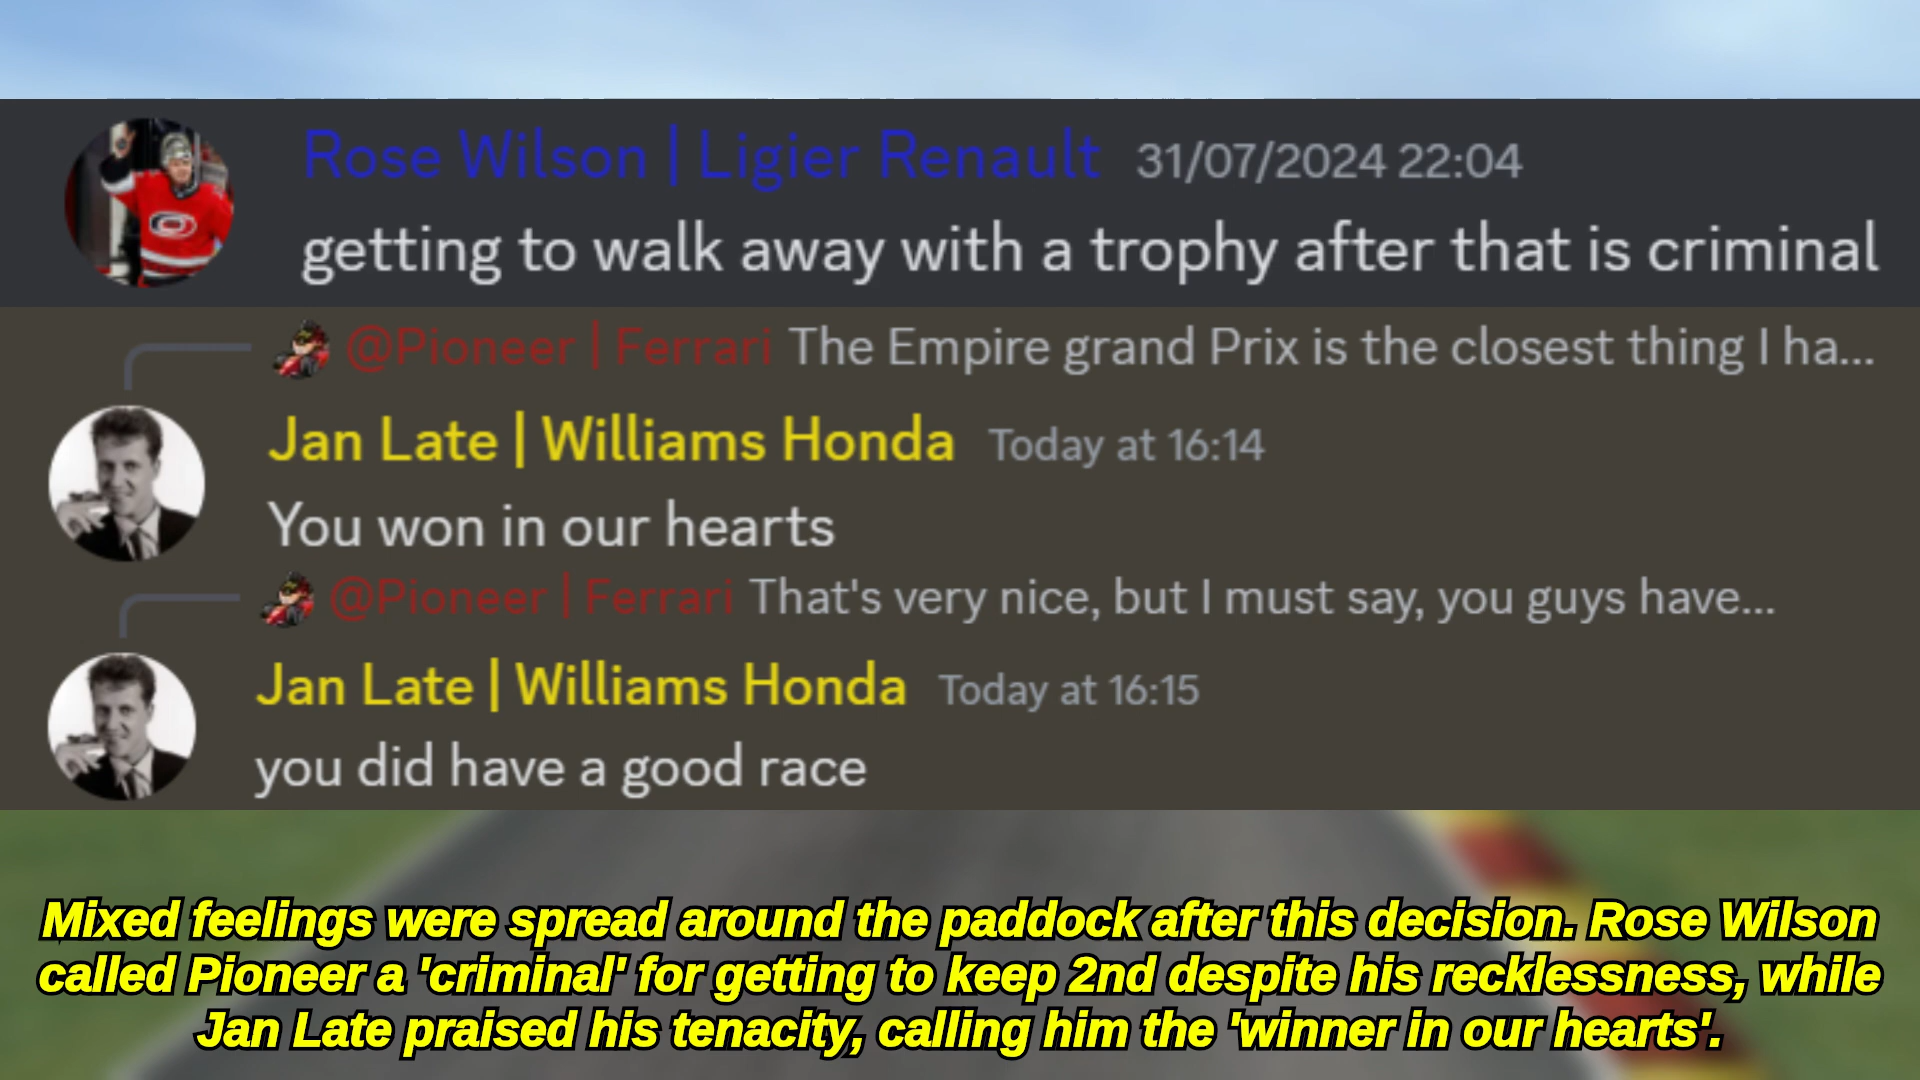 Rose Wilson | Ligier Renault 31/07/2024 22:04
getting to walk away with a trophy after that is criminal
@Pioneer | Ferrari The Empire grand Prix is the closest thing I ha...
Jan Late | Williams Honda Today at 16:14
You won in our hearts
@Pioneer | Ferrari That's very nice, but I must say, you guys have...
Jan Late | Williams Honda Today at 16:15
you did have a good race
Mixed feelings were spread around the paddock after this decision. Rose Wilson
called Pioneer a 'criminal' for getting to keep 2nd despite his recklessness, while
Jan Late praised his tenacity, calling him the 'winner in our hearts'.